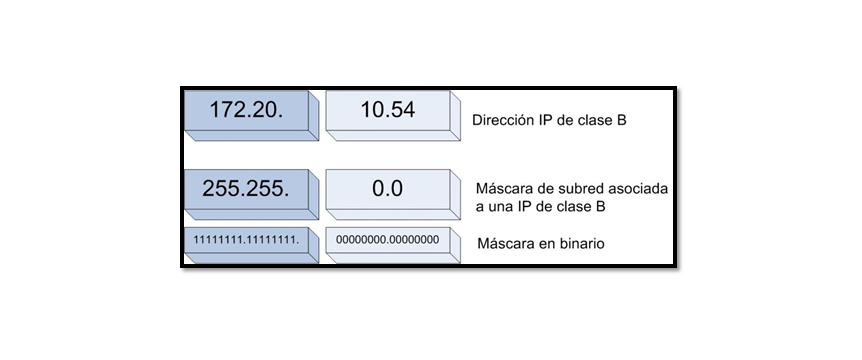 172.20. 10.54 Dirección IP de clase B
255.255. 0.0 Máscara de subred asociada
a una IP de clase B
11111111.11111111. 00000000.00000000 Máscara en binario